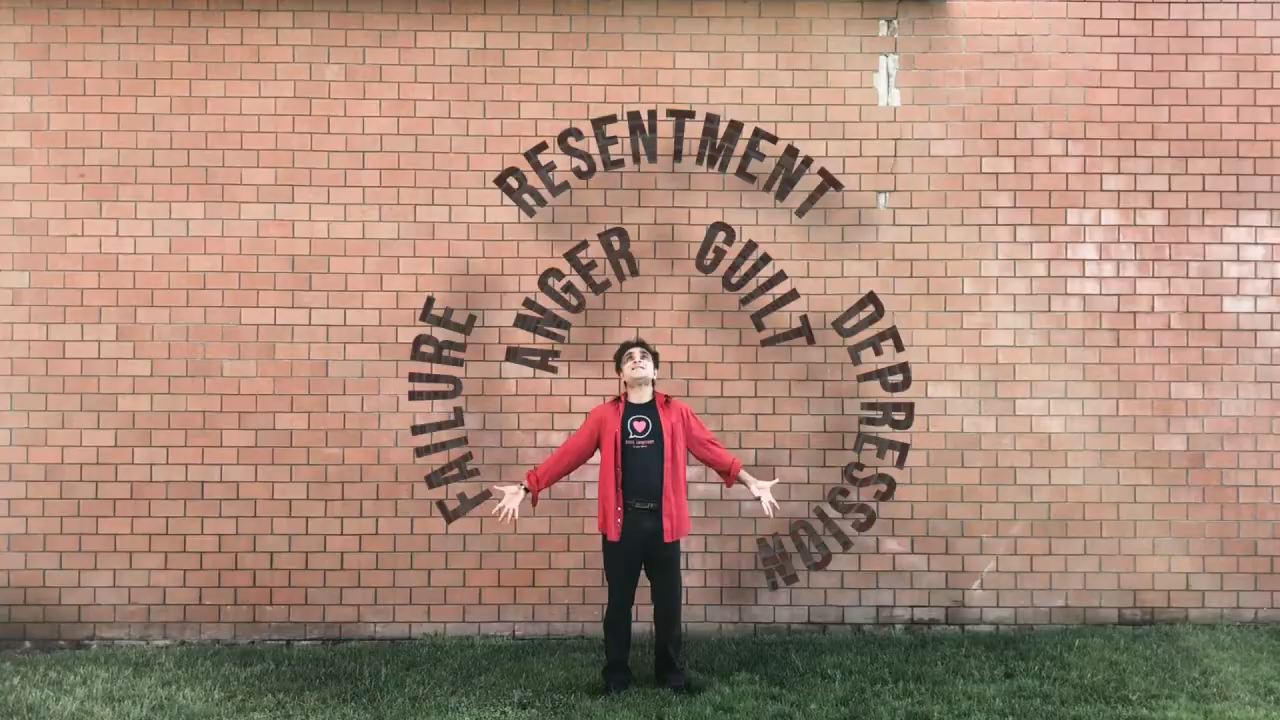 RESENTMENT
ANGER
GUILT
FAILURE
DEPRESSION